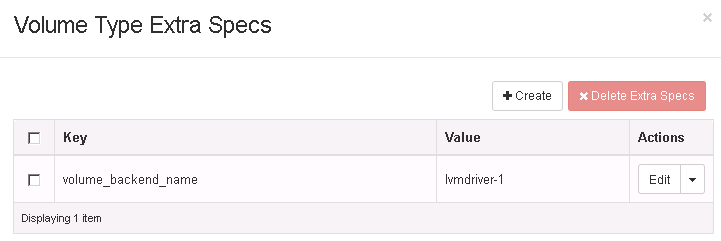 Volume Type Extra Specs
×
+ Create
× Delete Extra Specs
Key Value Actions
volume_backend_name lvmdriver-1 Edit
Displaying 1 item